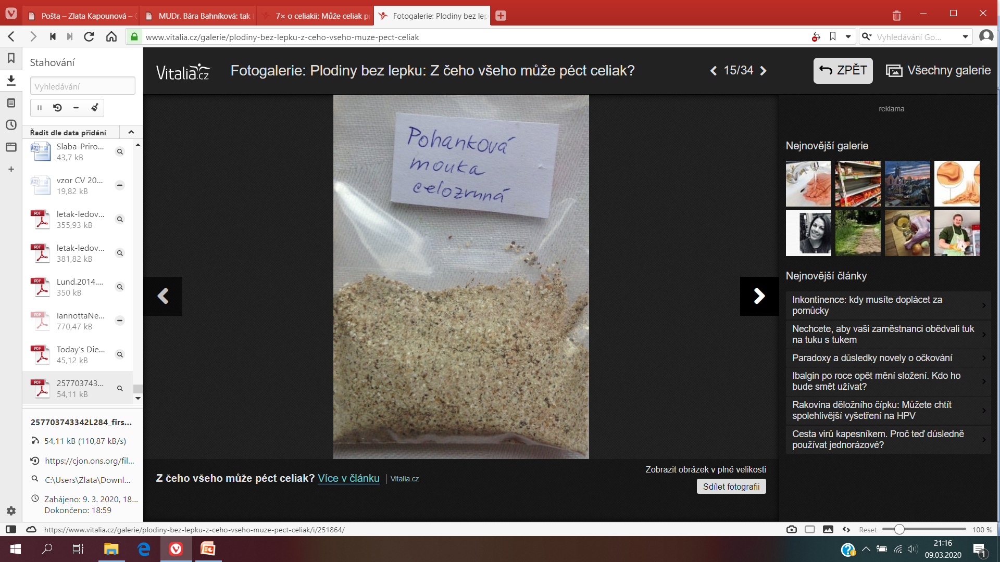 Pošta – Zlata Kapounová –
MUDr. Bára Bahníková: tak
7× o celiakii: Může celiak p
Fotogalerie: Plodiny bez lep
www.vitalia.cz/galerie/plodiny-bez-lepku-z-ceho-vseho-muze-pect-celiak
Vyhledávání Go...
Stahování
Vyhledávání
Řadit dle data přidání
Slaba-Priro...
43,7 kB
vzor CV 20...
19,82 kB
letak-ledov...
355,93 kB
letak-ledov...
381,82 kB
Lund.2014....
350 kB
IannottaNe...
770,47 kB
Today's Die...
45,12 kB
257703743...
54,11 kB
257703743342L284_firs...
54,11 kB (110,87 kB/s)
https://cjon.ons.org/fil...
C:\Users\Zlata\Downl...
Zahájeno: 9. 3. 2020, 18...
Dokončeno: 18:59
Vitalia.cz
Fotogalerie: Plodiny bez lepku: Z čeho všeho může péct celiak?
15/34
ZPĚT
Všechny galerie
Pohanková
mouka
celozrnná
reklama
Nejnovější galerie
Nejnovější články
Inkontinence: kdy musíte doplácet za
pomůcky
Nechcete, aby vaši zaměstnanci obědvali tuk
na tuku s tukem
Paradoxy a důsledky novely o očkování
Ibalgin po roce opět mění složení. Kdo ho
bude smět užívat?
Rakovina děložního čípku: Můžete chtít
spolehlivější vyšetření na HPV
Cesta virů kapesníkem. Proč teď důsledně
používat jednorázové?
Z čeho všeho může péct celiak? Více v článku | Vitalia.cz
Zobrazit obrázek v plné velikosti
Sdílet fotografii
https://www.vitalia.cz/galerie/plodiny-bez-lepku-z-ceho-vseho-muze-pect-celiak/i/251864/
Reset
100 %
21:16
09.03.2020
1